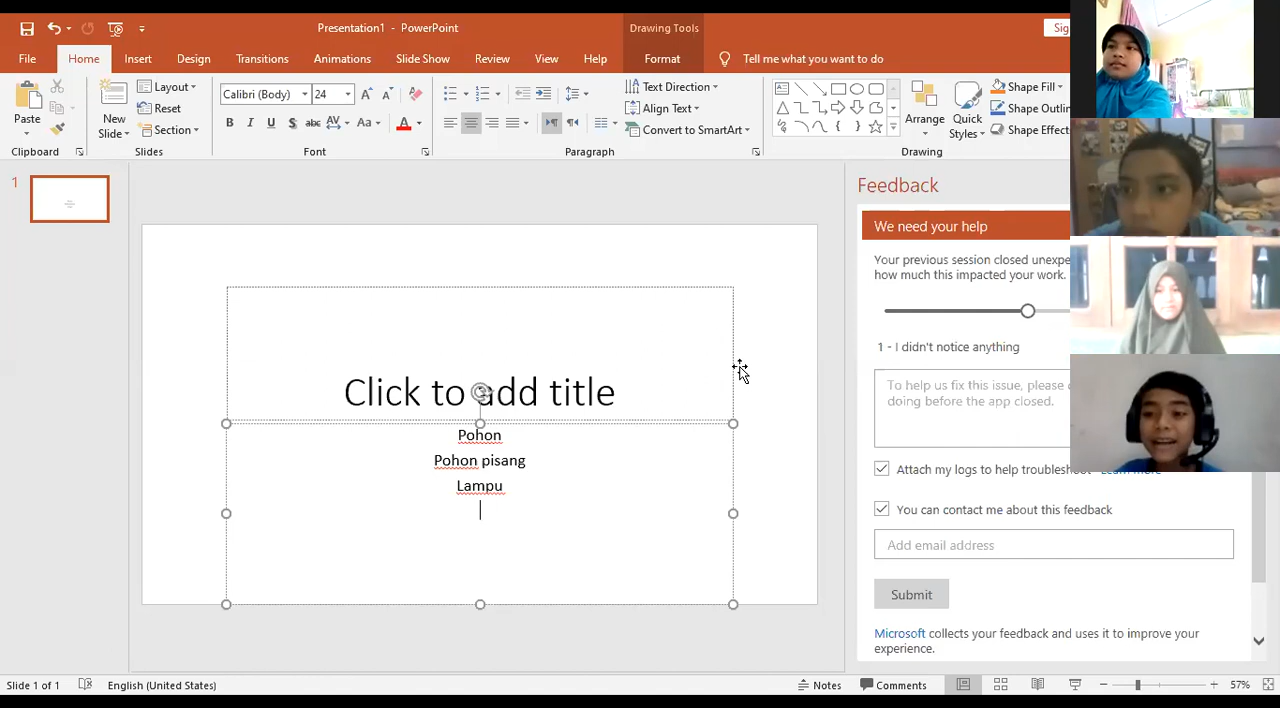 Presentation1 - PowerPoint
Drawing Tools
Sig
File
Home
Insert
Design
Transitions
Animations
Slide Show
Review
View
Help
Format
Tell me what you want to do
Paste
Clipboard
New
Slide
Layout
Reset
Section
Slides
Calibri (Body)
24
B I U S abc AV Aa A
Font
Text Direction
Align Text
Convert to SmartArt
Paragraph
Arrange
Quick
Styles
Shape Fill
Shape Outlin
Shape Effect
Drawing
1
Click to add title
Pohon
Pohon pisang
Lampu
Feedback
We need your help
Your previous session closed unexpe
how much this impacted your work.
1 - I didn't notice anything
To help us fix this issue, please
doing before the app closed.
Attach my logs to help troubleshoot
You can contact me about this feedback
Add email address
Submit
Microsoft collects your feedback and uses it to improve your
experience.
Slide 1 of 1
English (United States)
Notes
Comments
57%